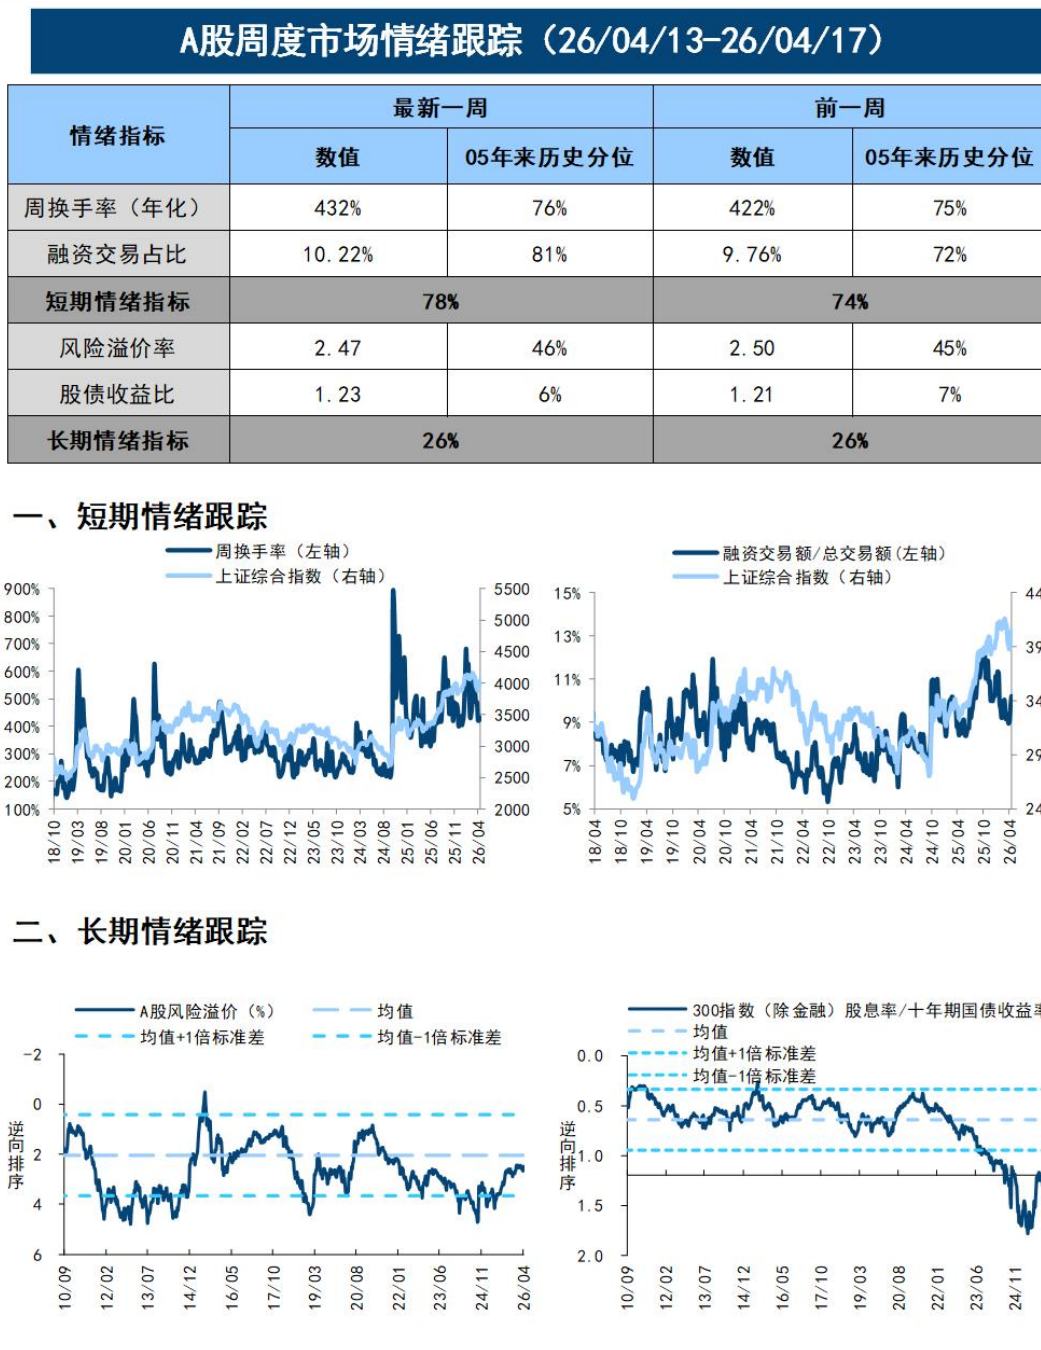 A股周度市场情绪跟踪（26/04/13-26/04/17）
情绪指标 最新一周 前一周
数值 05年来历史分位 数值 05年来历史分位
周换手率（年化） 432% 76% 422% 75%
融资交易占比 10.22% 81% 9.76% 72%
短期情绪指标 78% 74%
风险溢价率 2.47 46% 2.50 45%
股债收益比 1.23 6% 1.21 7%
长期情绪指标 26% 26%
一、短期情绪跟踪
周换手率（左轴）
上证综合指数（右轴）
900%
800%
700%
600%
500%
400%
300%
200%
100%
5500
5000
4500
4000
3500
3000
2500
2000
18/10 19/03 19/08 20/01 20/06 20/11 21/04 21/09 22/02 22/07 22/12 23/05 23/10 24/03 24/08 25/01 25/06 25/11 26/04
融资交易额/总交易额(左轴)
上证综合指数（右轴）
15%
13%
11%
9%
7%
5%
44
39
34
29
24
18/04 18/10 19/04 19/10 20/04 20/10 21/04 21/10 22/04 22/10 23/04 23/10 24/04 24/10 25/04 25/10 26/04
二、长期情绪跟踪
A股风险溢价（%） 均值
均值+1倍标准差 均值-1倍标准差
逆向排序
-2
0
2
4
6
10/09 12/02 13/07 14/12 16/05 17/10 19/03 20/08 22/01 23/06 24/11 26/04
300指数（除金融）股息率/十年期国债收益率
均值
均值+1倍标准差
均值-1倍标准差
逆向排序
0.0
0.5
1.0
1.5
2.0
10/09 12/02 13/07 14/12 16/05 17/10 19/03 20/08 22/01 23/06 24/11